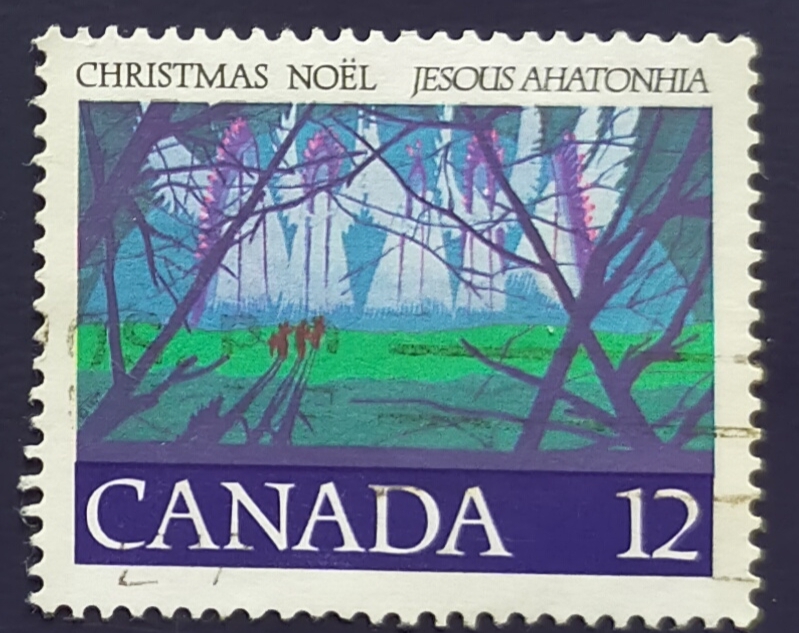 CHRISTMAS NOËL JESOUS AHATONHIA
CANADA 12